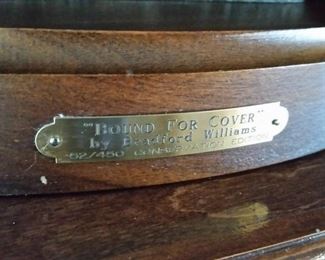 "BOUND FOR COVER"
by Bradford Williams
52/450 CONSERVATION EDITION